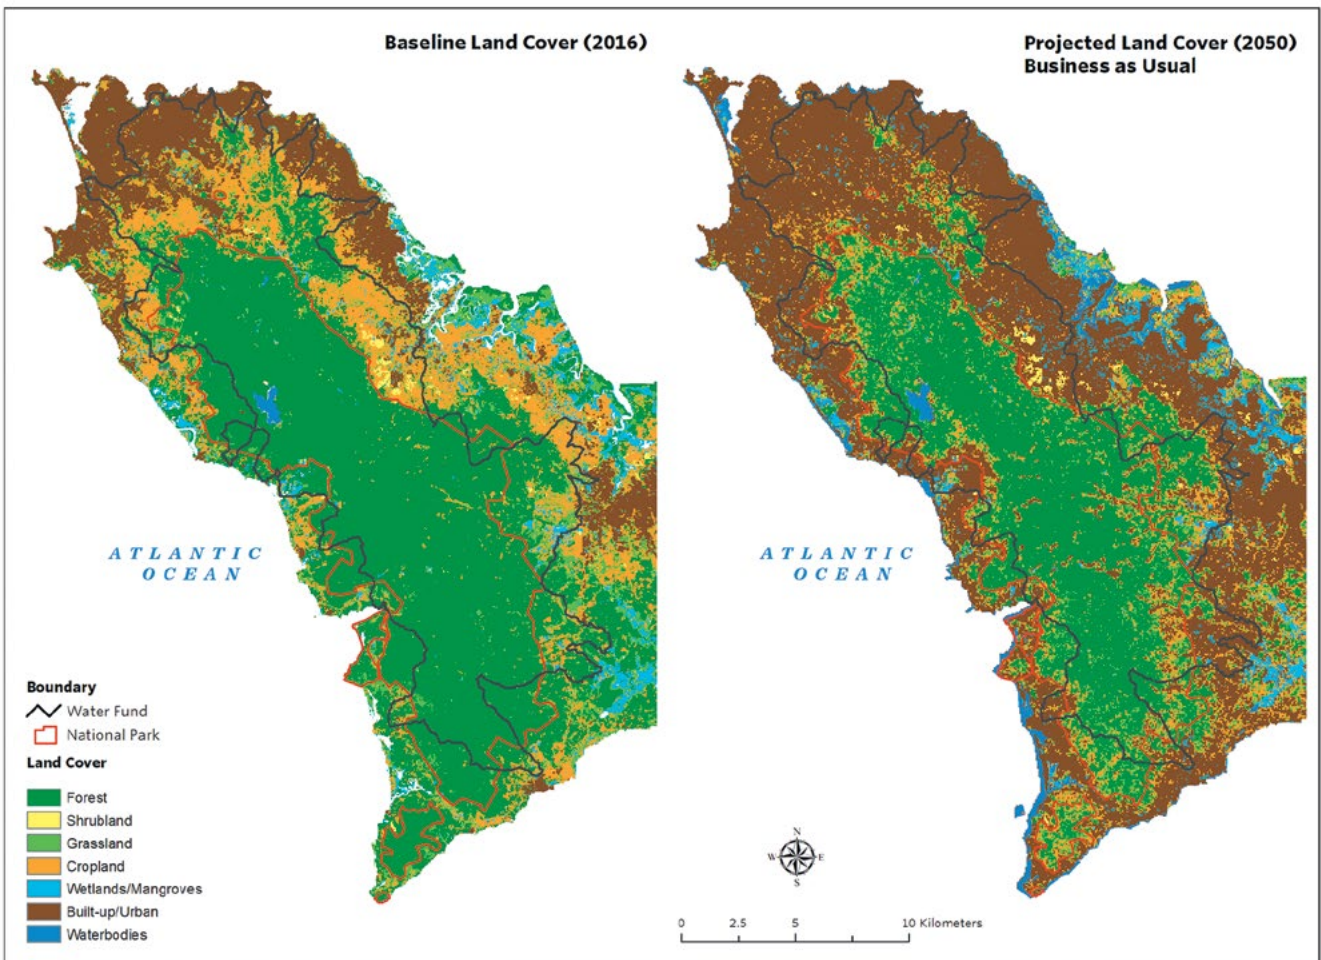 Baseline Land Cover (2016)
Projected Land Cover (2050)
Business as Usual
ATLANTIC
OCEAN
ATLANTIC
OCEAN
Boundary
Water Fund
National Park
Land Cover
Forest
Shrubland
Grassland
Cropland
Wetlands/Mangroves
Built-up/Urban
Waterbodies
N
W E
S
0 2.5 5 10 Kilometers